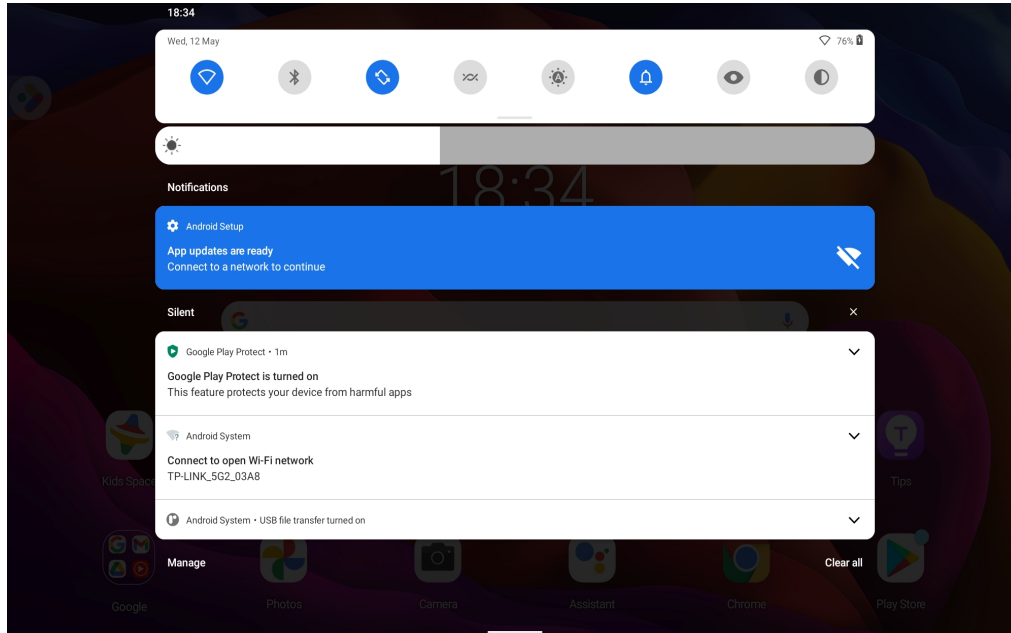 18:34
Wed, 12 May
76%
18:34
Notifications
Android Setup
App updates are ready
Connect to a network to continue
Silent
Google Play Protect • 1m
Google Play Protect is turned on
This feature protects your device from harmful apps
Android System
Connect to open Wi-Fi network
TP-LINK_5G2_03A8
Kids Space
Tips
Android System • USB file transfer turned on
Manage
Clear all
Google
Photos
Camera
Assistant
Chrome
Play Store